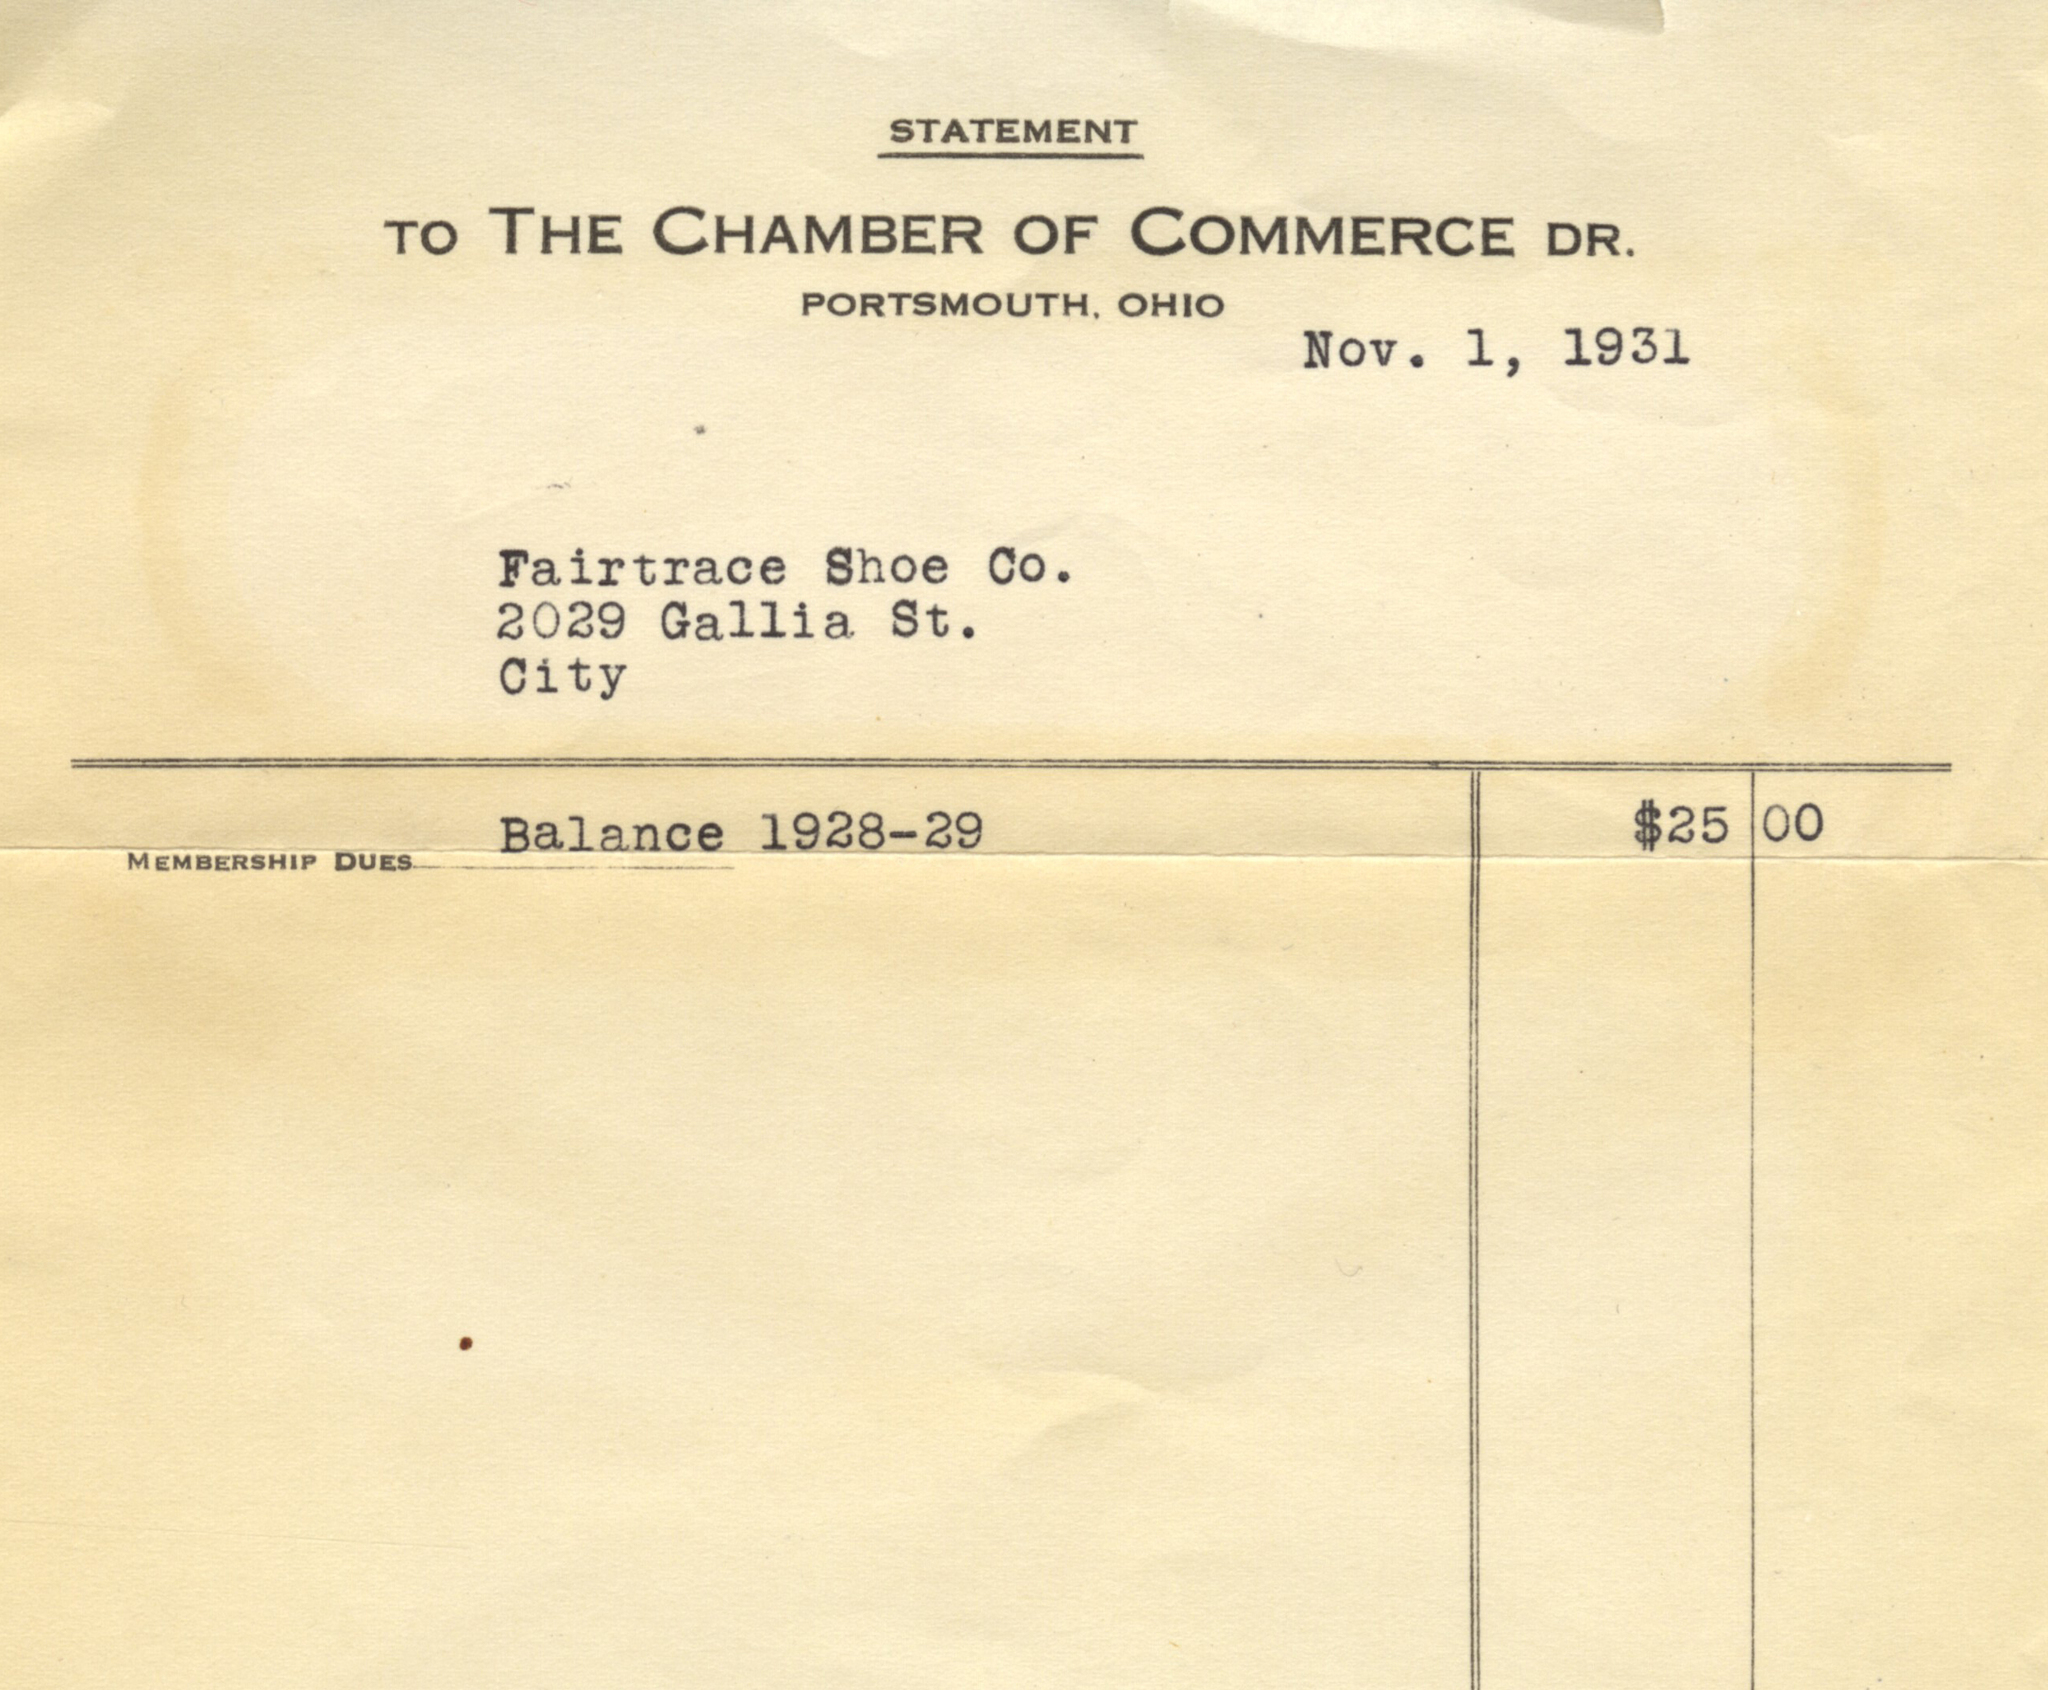 STATEMENT
TO THE CHAMBER OF COMMERCE DR.
PORTSMOUTH, OHIO
Nov. 1, 1931
Fairtrace Shoe Co.
2029 Gallia St.
City
Balance 1928-29 $25 00
MEMBERSHIP DUES